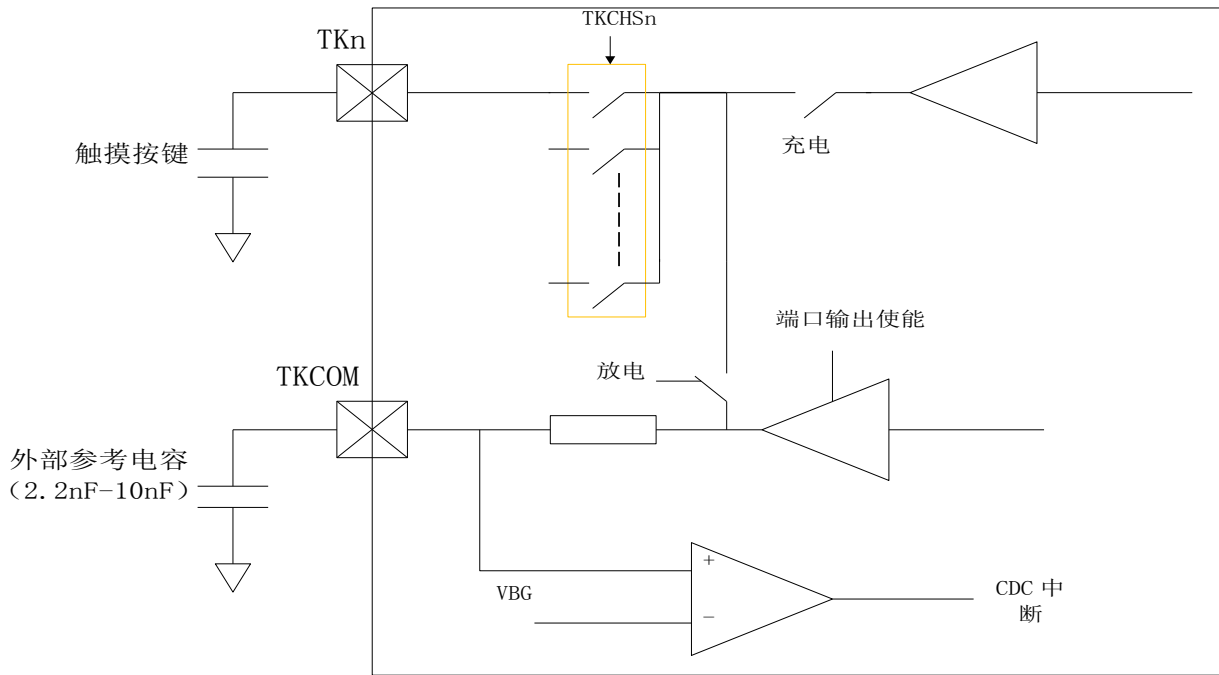 TKCHSn
TKn
充电
触摸按键
端口输出使能
放电
TKCOM
外部参考电容
（2.2nF-10nF）
+
VBG
−
CDC 中
断